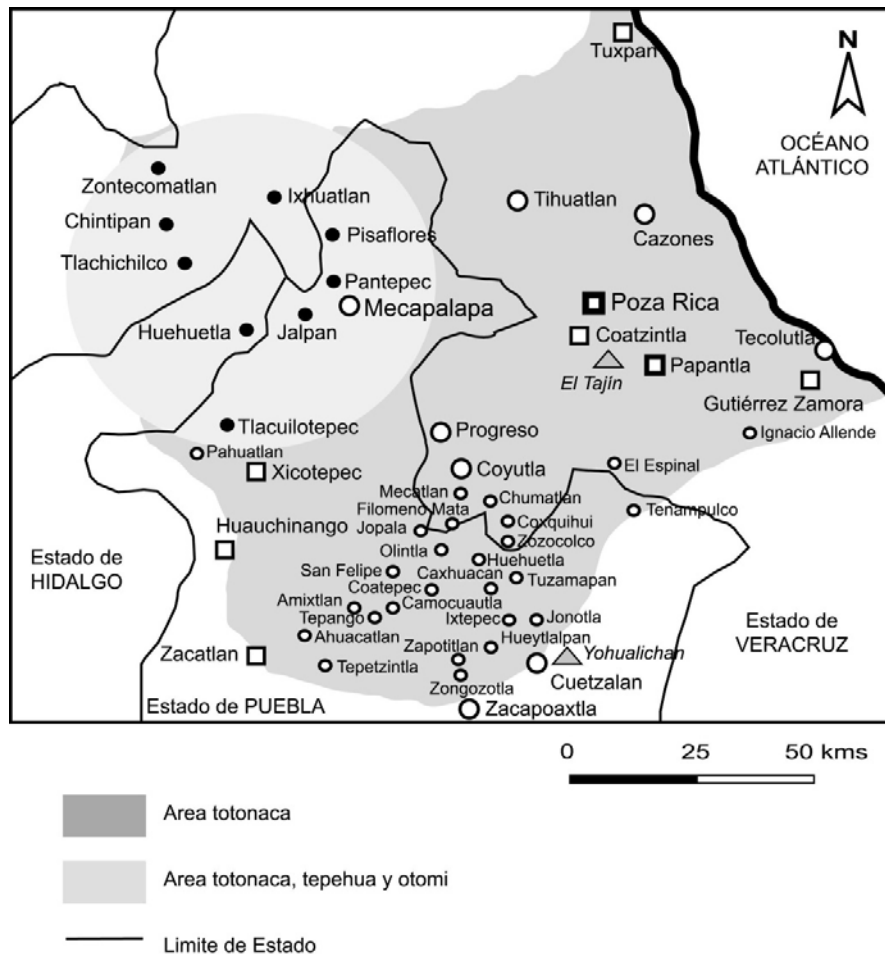 Tuxpan
N
OCÉANO
ATLÁNTICO
Zontecomatlan
Ixhuatlan
Tihuatlan
Chintipan
Pisaflores
Cazones
Tlachichilco
Pantepec
Mecapalapa
Poza Rica
Huehuetla
Jalpan
Coatzintla
Tecolutla
El Tajín
Papantla
Gutiérrez Zamora
Tlacuilotepec
Progreso
Ignacio Allende
Pahuatlan
Xicotepec
Coyutla
El Espinal
Mecatlan
Chumatlan
Filomeno Mata
Tenampulco
Huauchinango
Jopala
Coxquihui
Zozocolco
Olintla
Huehuetla
Estado de
HIDALGO
San Felipe
Caxhuacan
Tuzamapan
Coatepec
Amixtlan
Camocuautla
Tepango
Ixtepec
Jonotla
Estado de
VERACRUZ
Ahuacatlan
Hueytlalpan
Zapotitlan
Yohualichan
Zacatlan
Tepetzintla
Cuetzalan
Zongozotla
Estado de PUEBLA
Zacapoaxtla
0 25 50 kms
Area totonaca
Area totonaca, tepehua y otomi
Limite de Estado